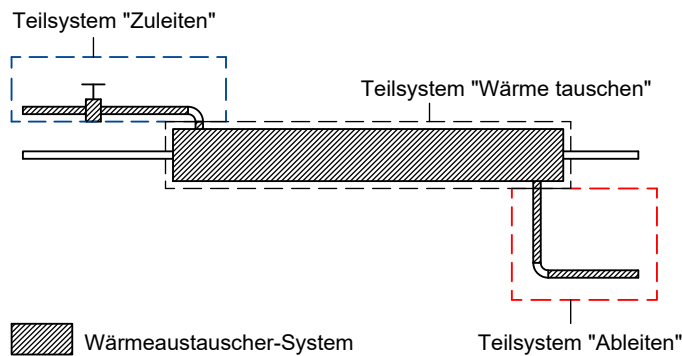 Teilsystem "Zuleiten"
Teilsystem "Wärme tauschen"
Wärmeaustauscher-System
Teilsystem "Ableiten"